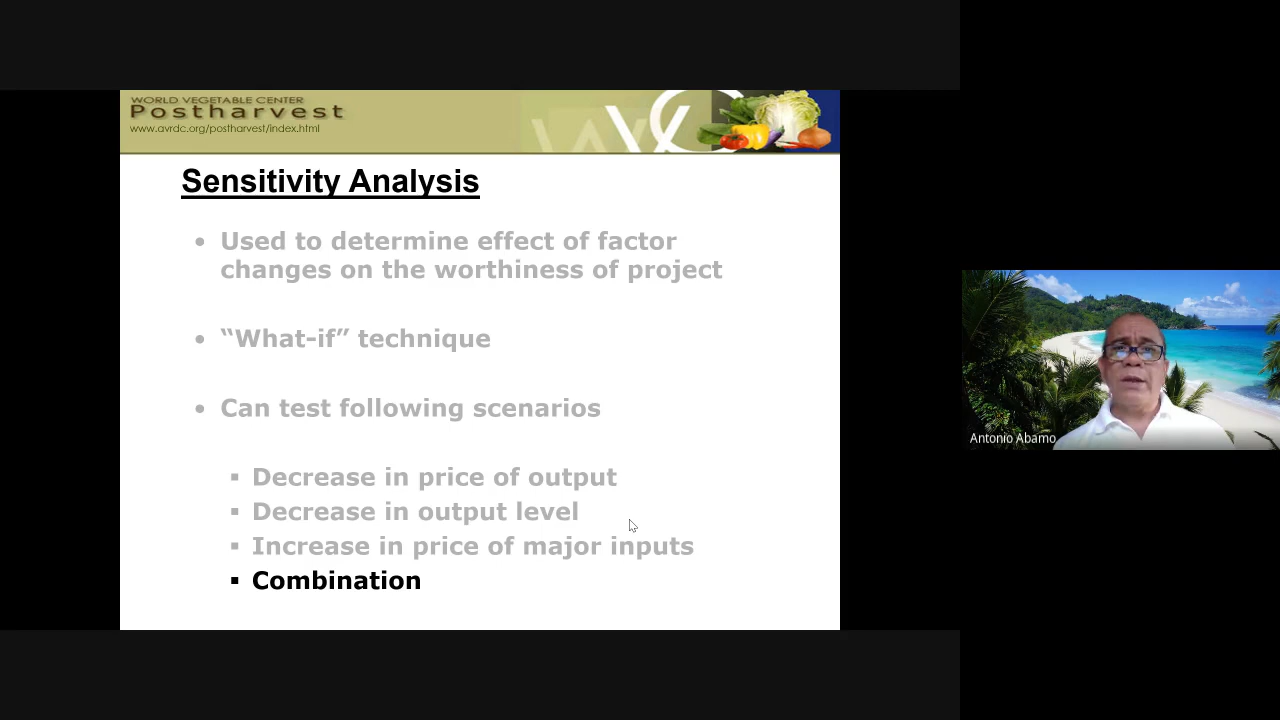 WORLD VEGETABLE CENTER
Postharvest
www.avrdc.org/postharvest/index.html
Sensitivity Analysis
• Used to determine effect of factor
changes on the worthiness of project
• “What-if” technique
• Can test following scenarios
▪ Decrease in price of output
▪ Decrease in output level
▪ Increase in price of major inputs
▪ Combination
Antonio Abamo